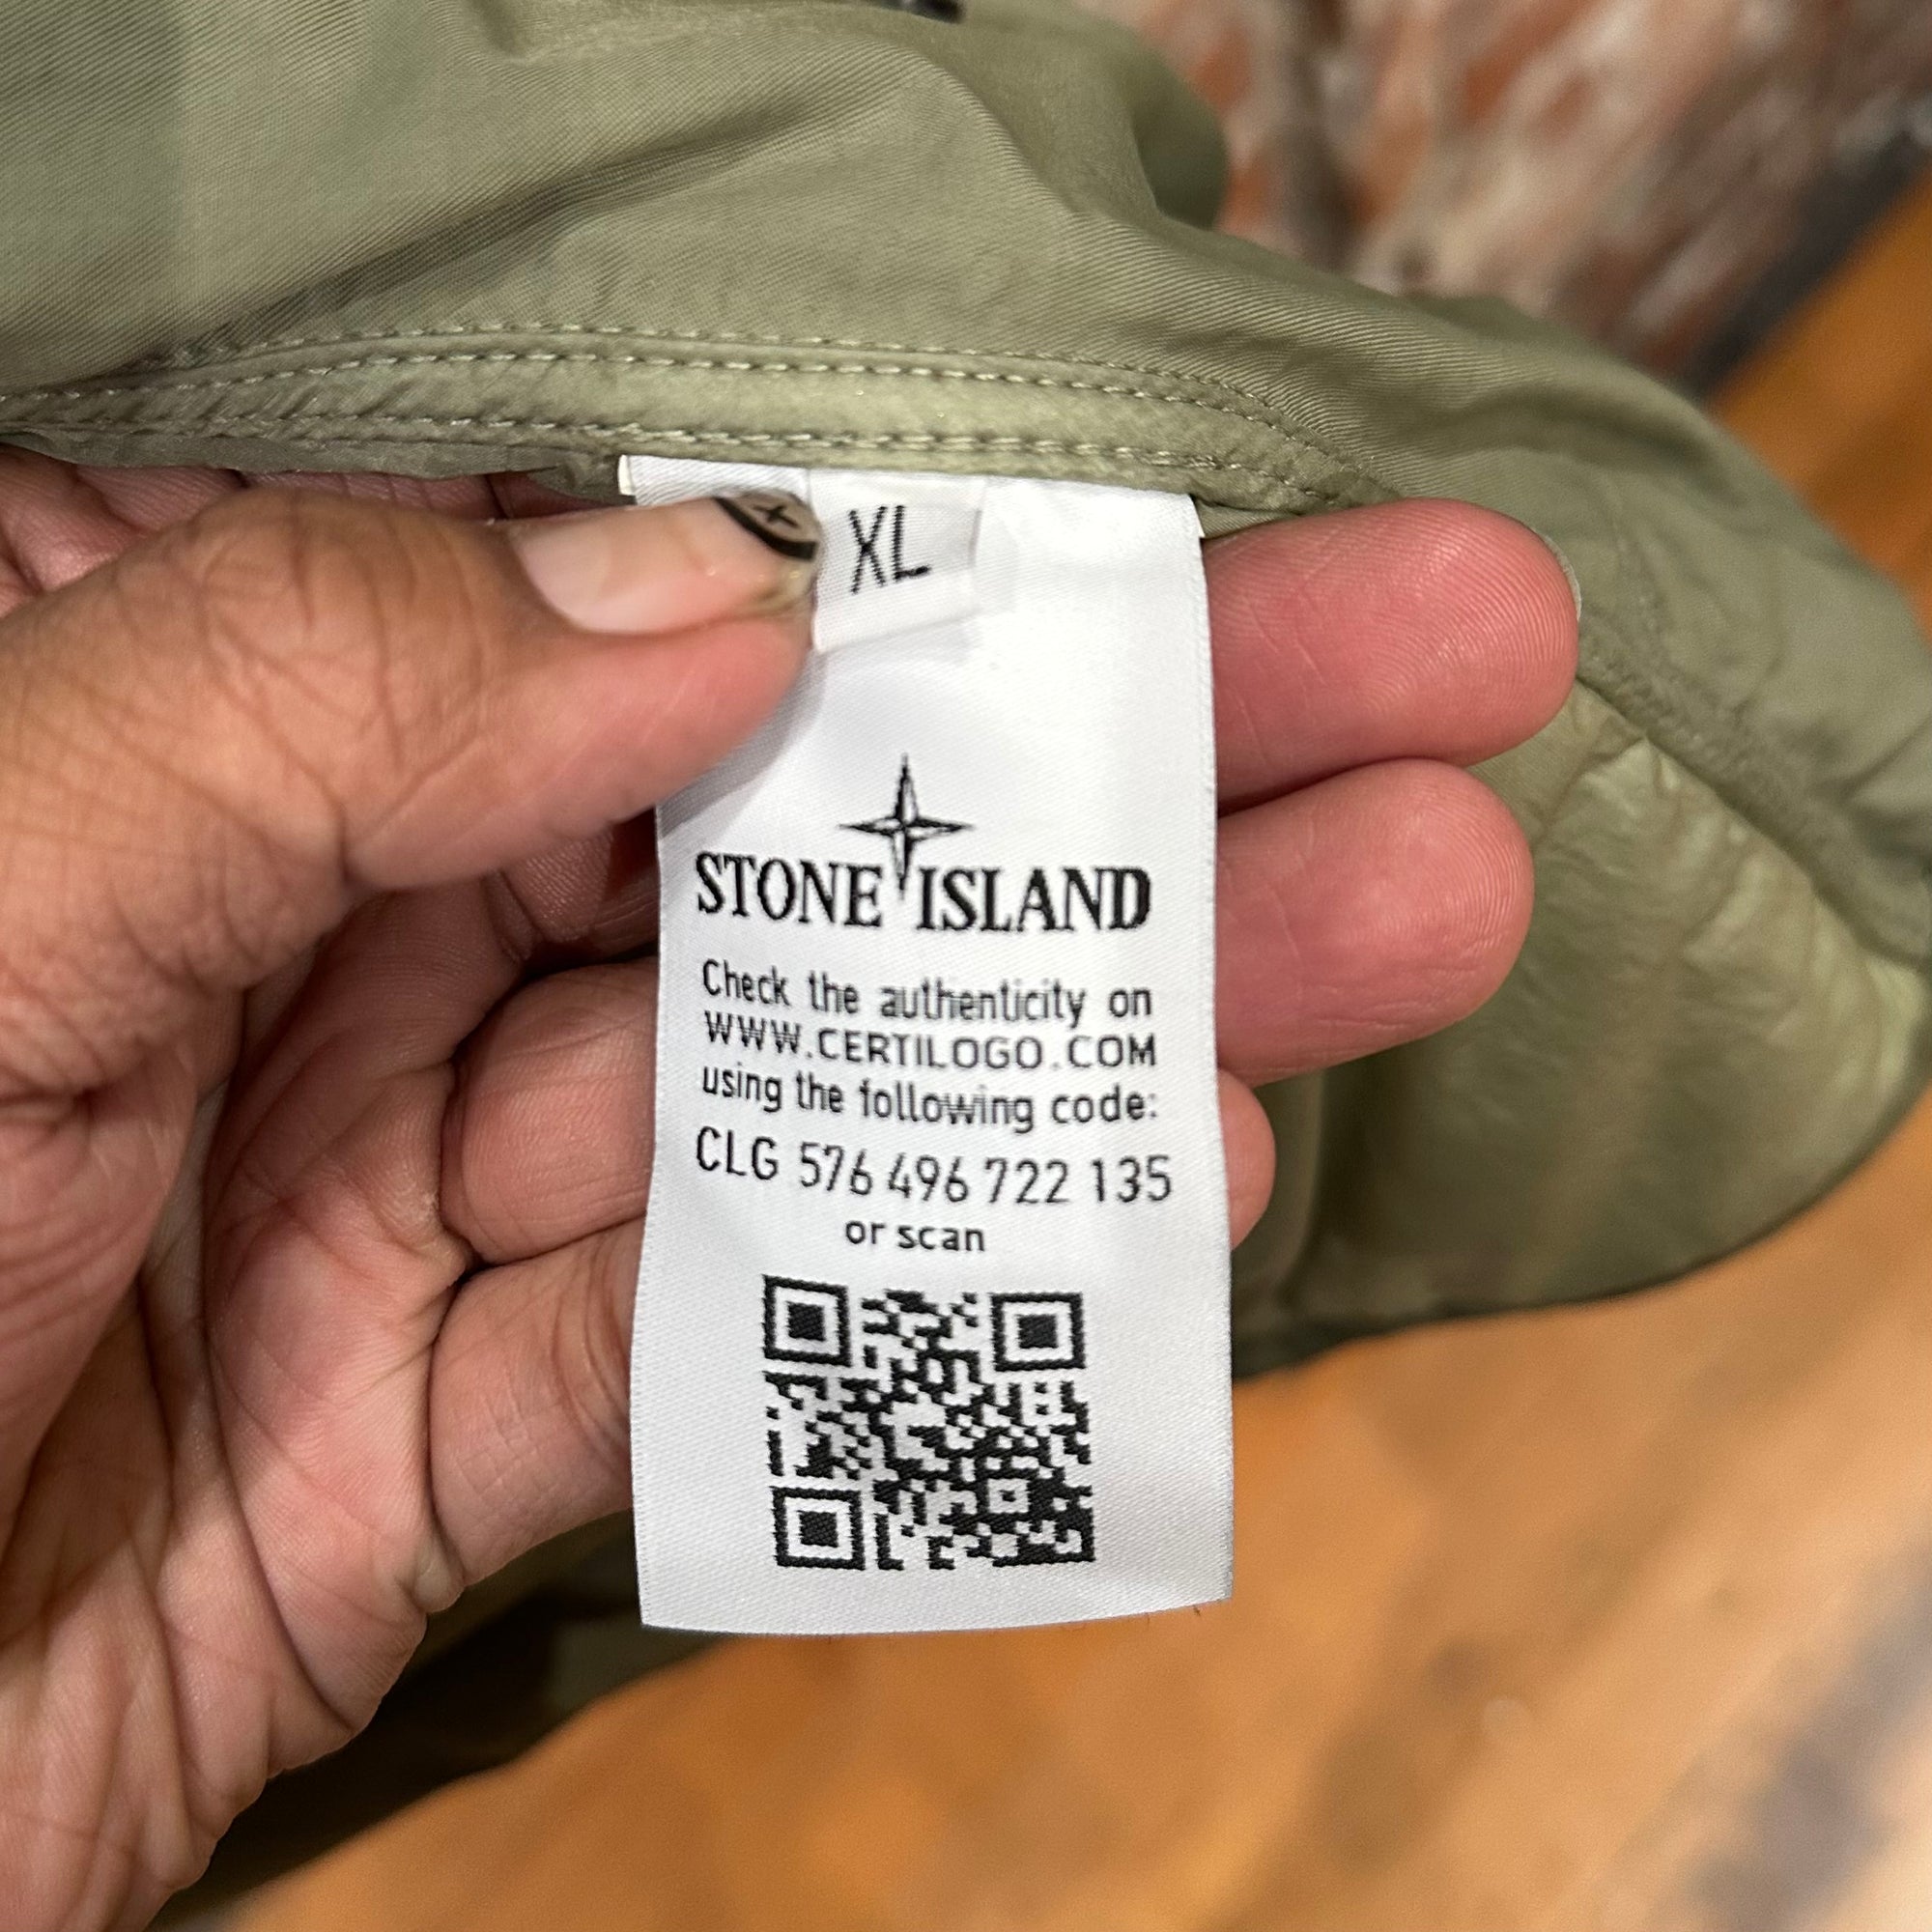 XL
STONE ISLAND
Check the authenticity on
WWW.CERTILOGO.COM
using the following code:
CLG 576 496 722 135
or scan